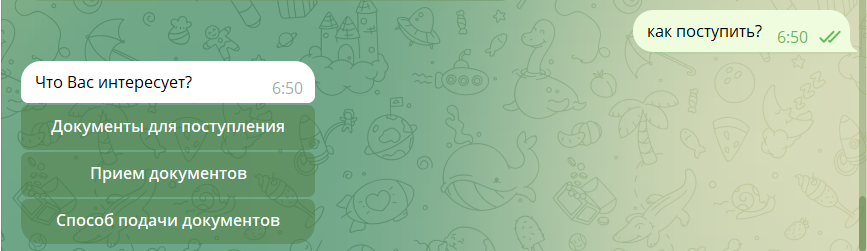 как поступить? 6:50
Что Вас интересует? 6:50
Документы для поступления
Прием документов
Способ подачи документов